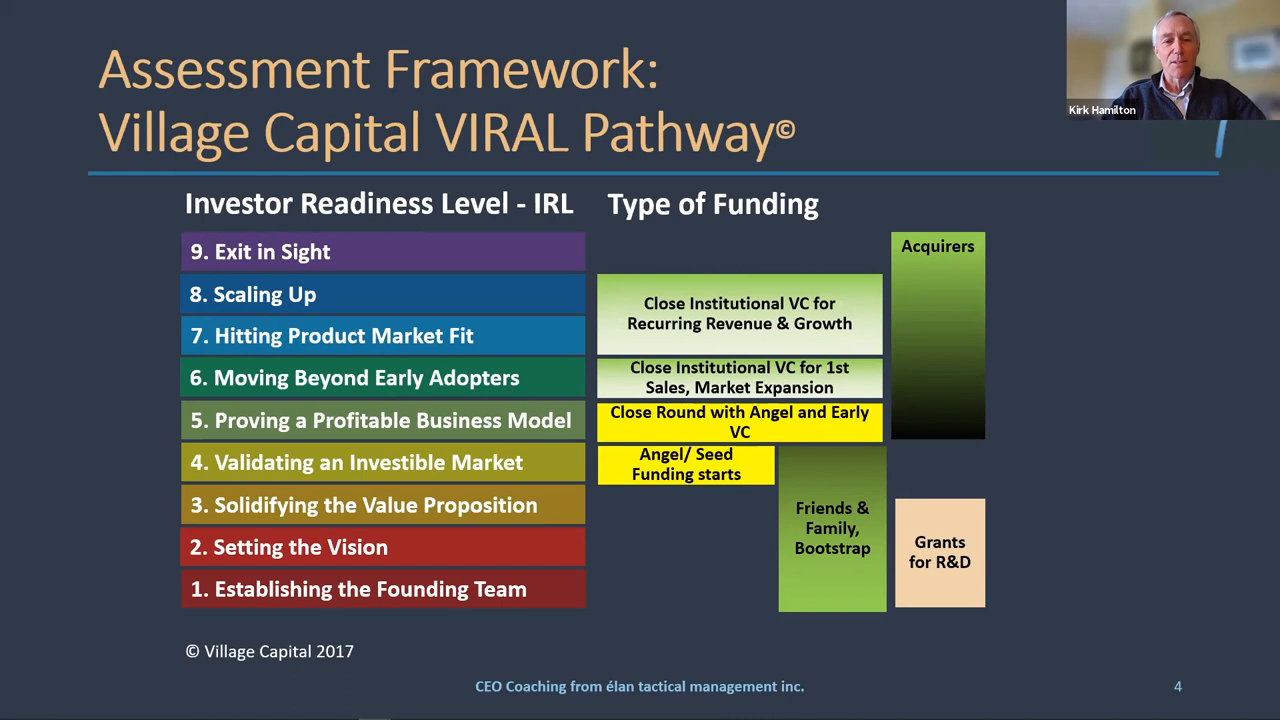 Assessment Framework:
Village Capital VIRAL Pathway©
Kirk Hamilton
Investor Readiness Level - IRL
Type of Funding
9. Exit in Sight
8. Scaling Up
7. Hitting Product Market Fit
6. Moving Beyond Early Adopters
5. Proving a Profitable Business Model
4. Validating an Investible Market
3. Solidifying the Value Proposition
2. Setting the Vision
1. Establishing the Founding Team
Acquirers
Close Institutional VC for
Recurring Revenue & Growth
Close Institutional VC for 1st
Sales, Market Expansion
Close Round with Angel and Early
VC
Angel/ Seed
Funding starts
Friends &
Family,
Bootstrap
Grants
for R&D
© Village Capital 2017
CEO Coaching from élan tactical management inc.
4